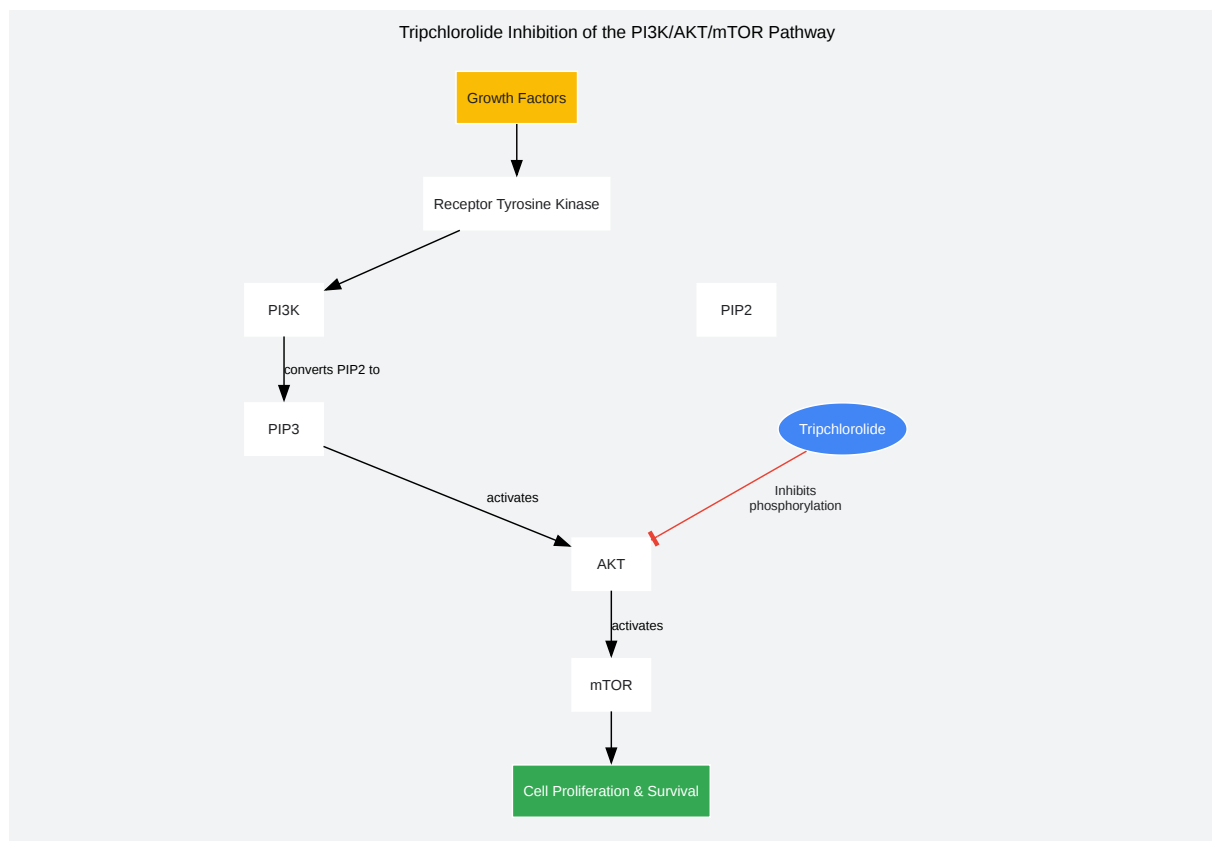 Tripchlorolide Inhibition of the PI3K/AKT/mTOR Pathway
Growth Factors
Receptor Tyrosine Kinase
PI3K
PIP2
converts PIP2 to
PIP3
Tripchlorolide
activates
Inhibits
phosphorylation
AKT
activates
mTOR
Cell Proliferation & Survival